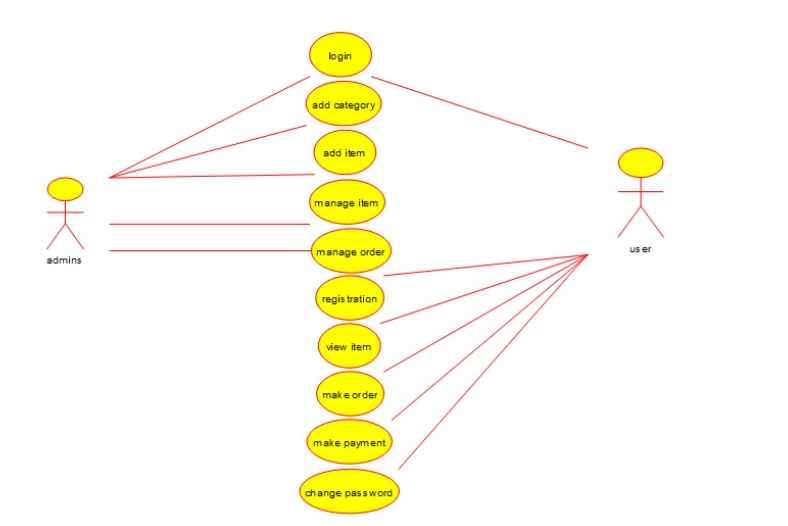 login
add category
add item
manage item
admins
manage order
user
registration
view item
make order
make payment
change password